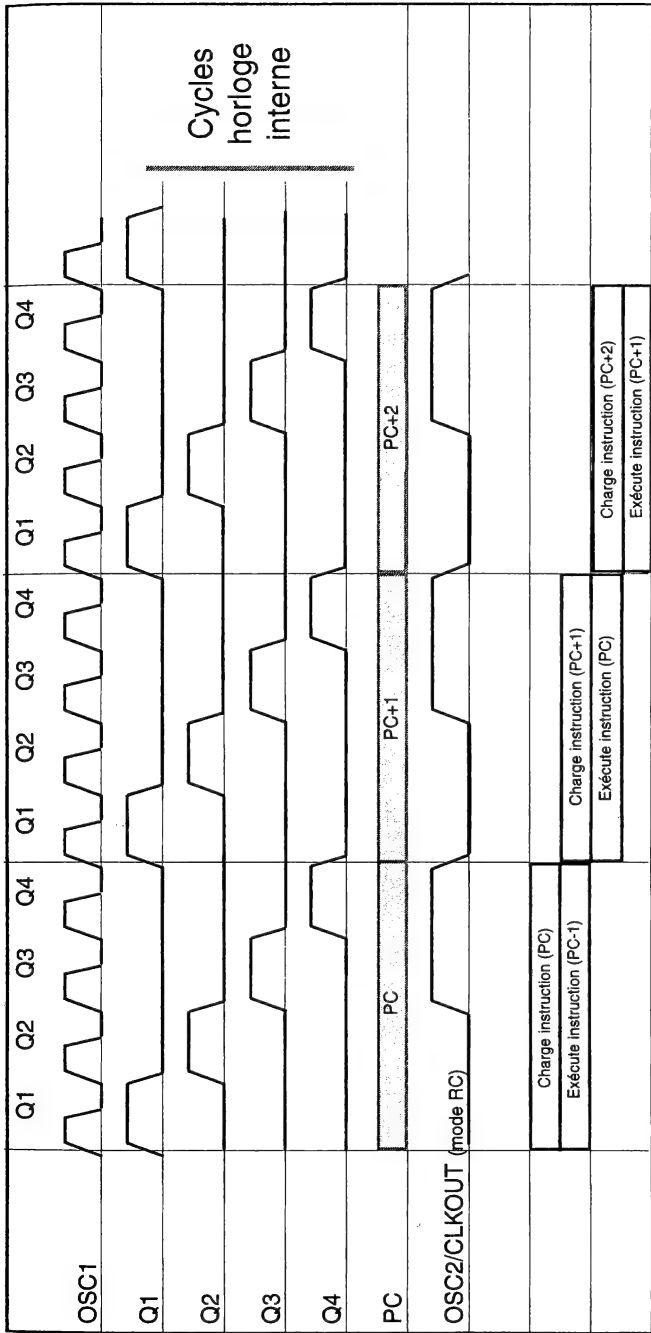 Q1 Q2 Q3 Q4 Q1 Q2 Q3 Q4 Q1 Q2 Q3 Q4
OSC1
Q1
Q2
Q3
Q4
Cycles
horloge
interne
PC
PC
PC+1
PC+2
OSC2/CLKOUT (mode RC)
Charge instruction (PC)
Exécute instruction (PC-1)
Charge instruction (PC+1)
Exécute instruction (PC)
Charge instruction (PC+2)
Exécute instruction (PC+1)